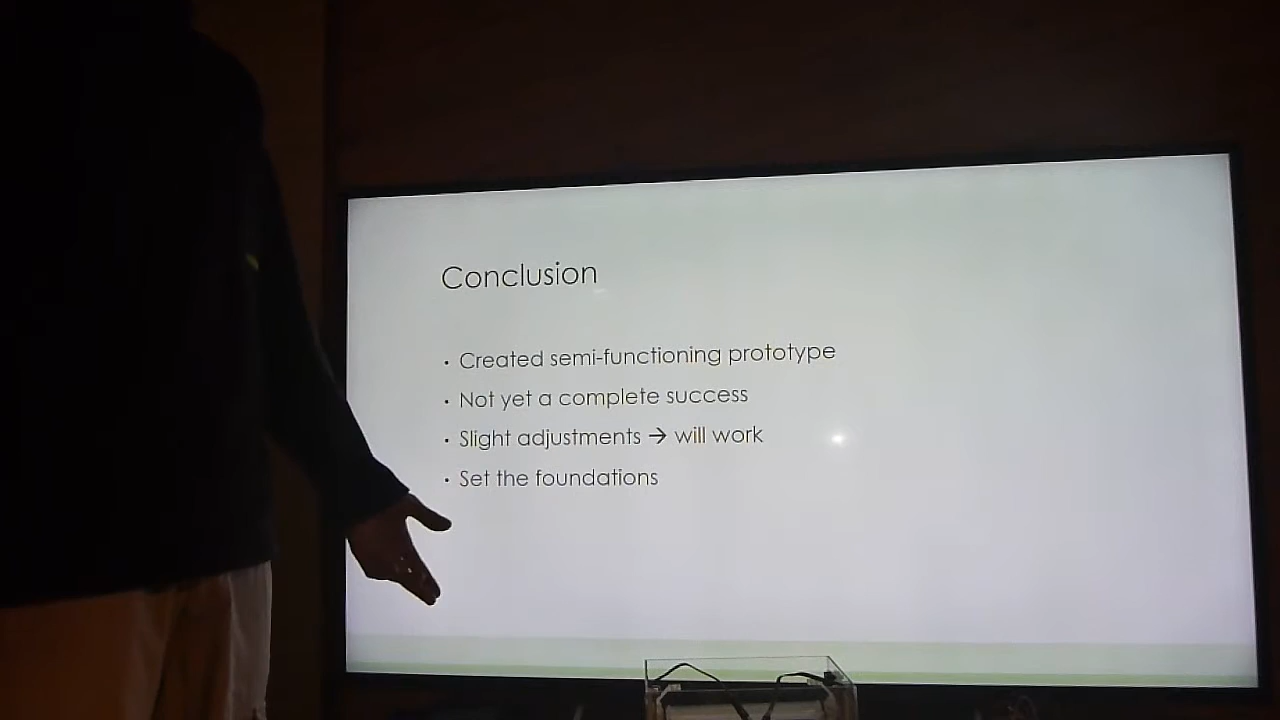 Conclusion
• Created semi-functioning prototype
• Not yet a complete success
• Slight adjustments → will work
• Set the foundations